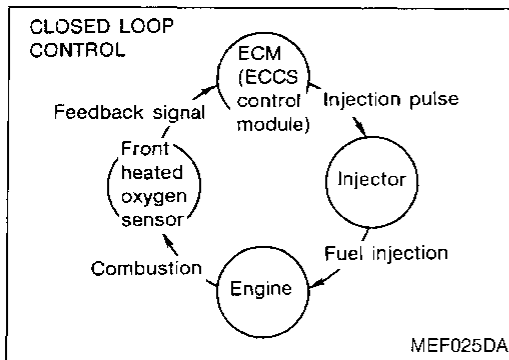 CLOSED LOOP
CONTROL
ECM
(ECCS
control
module)
Injection pulse
Feedback signal
Front
heated
oxygen
sensor
Injector
Fuel injection
Combustion
Engine
MEF025DA